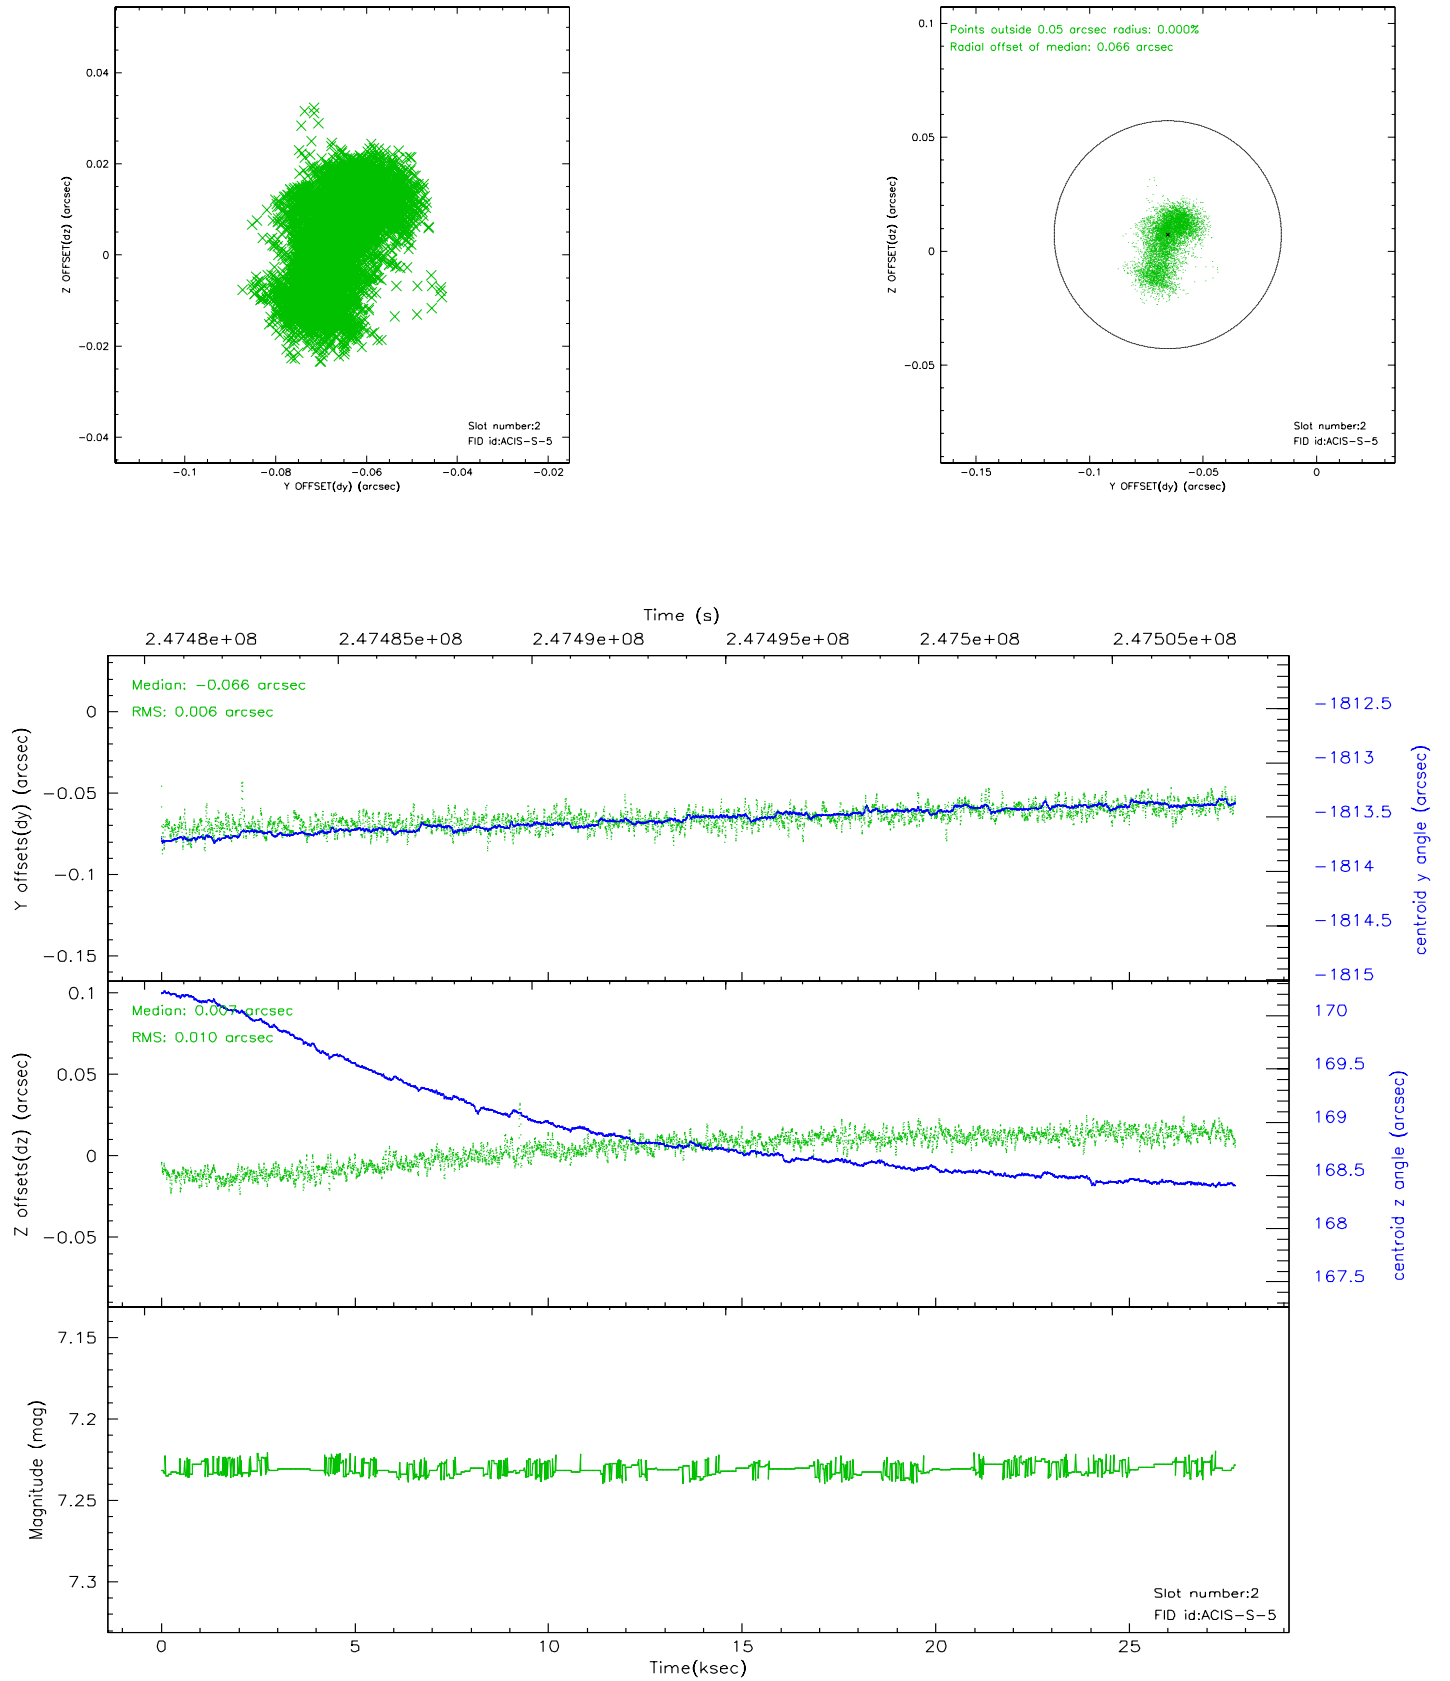 0.04
0.02
0
−0.02
−0.04
Z OFFSET(dz) (arcsec)
Slot number:2
FID id:ACIS−S−5
−0.1
−0.08
−0.06
−0.04
−0.02
Y OFFSET(dy) (arcsec)
0.1
0.05
0
−0.05
Z OFFSET(dz) (arcsec)
Points outside 0.05 arcsec radius: 0.000%
Radial offset of median: 0.066 arcsec
Slot number:2
FID id:ACIS−S−5
−0.15
−0.1
−0.05
0
Y OFFSET(dy) (arcsec)
Time (s)
2.4748e+08
2.47485e+08
2.4749e+08
2.47495e+08
2.475e+08
2.47505e+08
Median: −0.066 arcsec
RMS: 0.006 arcsec
0
−0.05
−0.1
−0.15
Y offsets(dy) (arcsec)
−1812.5
−1813
−1813.5
−1814
−1814.5
−1815
centroid y angle (arcsec)
Median: 0.007 arcsec
RMS: 0.010 arcsec
0.1
0.05
0
−0.05
Z offsets(dz) (arcsec)
170
169.5
169
168.5
168
167.5
centroid z angle (arcsec)
7.15
7.2
7.25
7.3
Magnitude (mag)
Slot number:2
FID id:ACIS−S−5
0
5
10
15
20
25
Time(ksec)